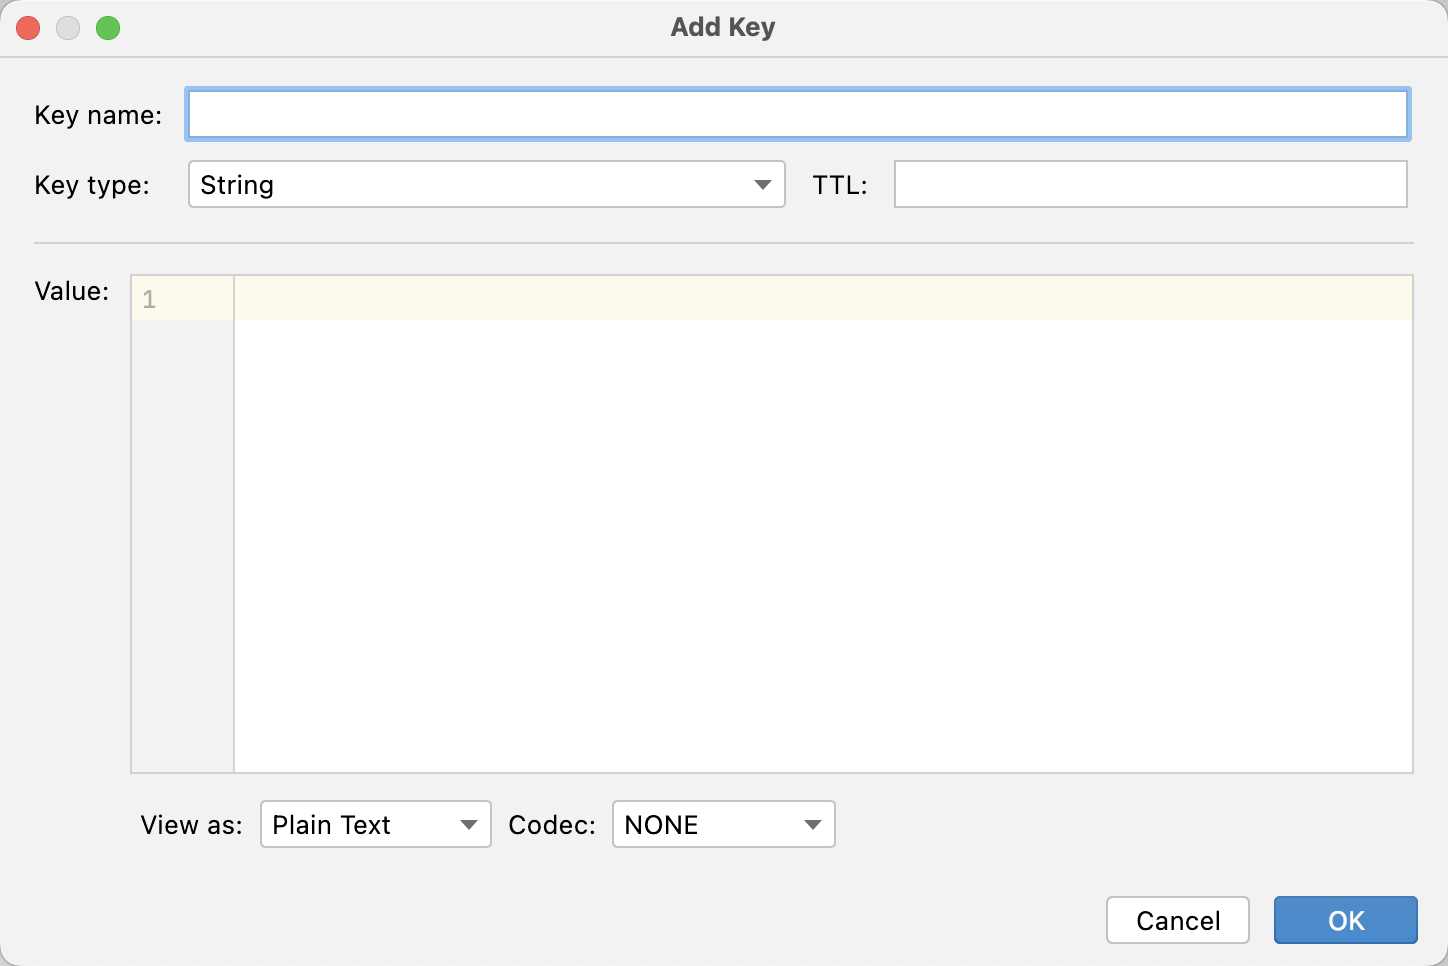 Add Key
Key name:
Key type: String TTL:
Value: 1
View as: Plain Text Codec: NONE
Cancel OK